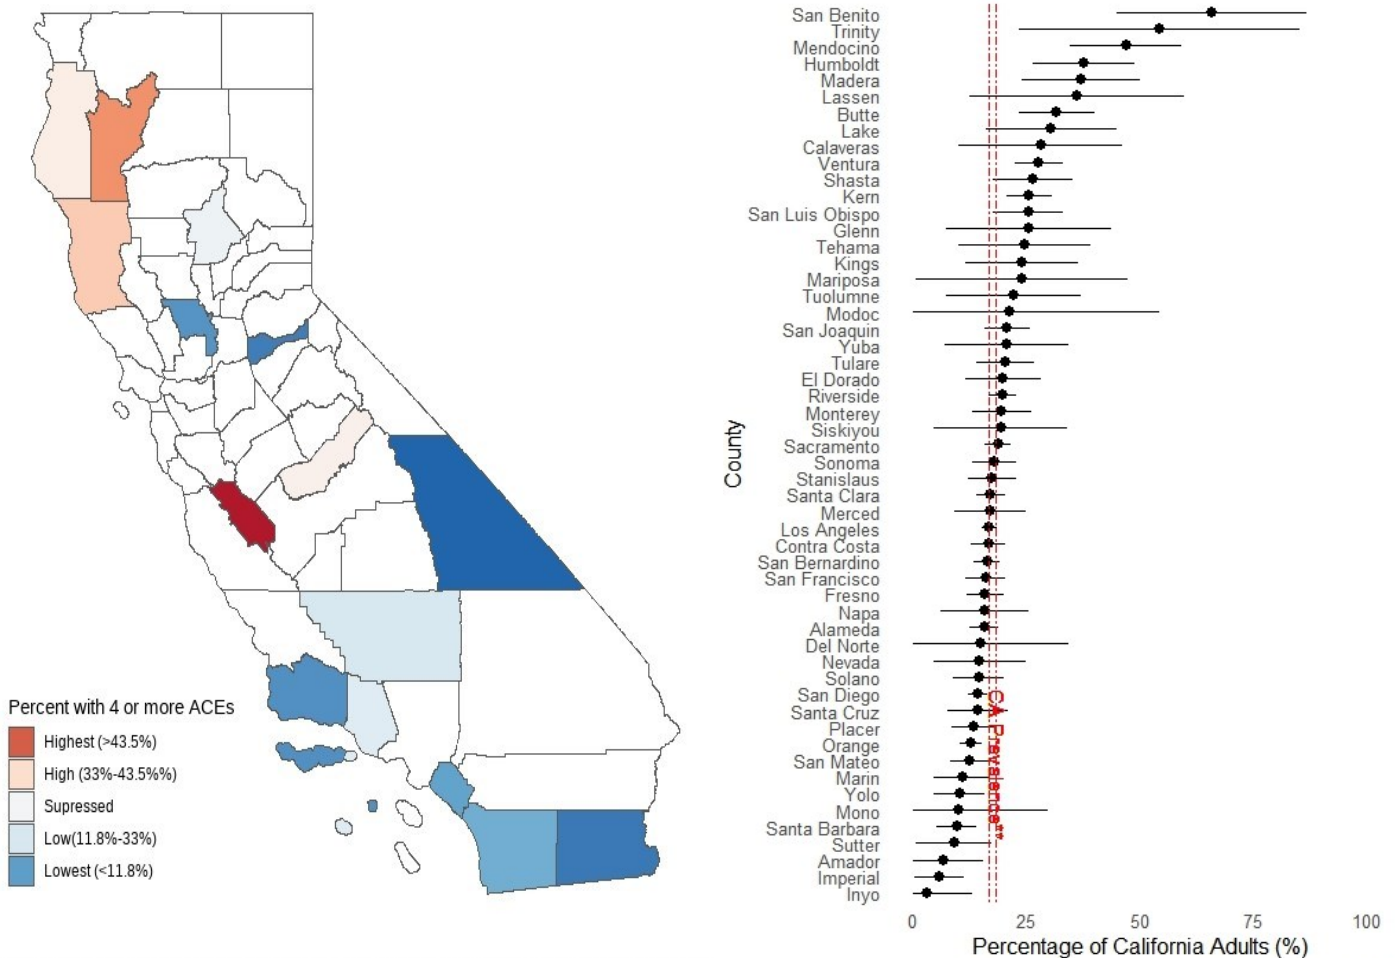 Percent with 4 or more ACEs
Highest (>43.5%)
High (33%-43.5%%)
Supressed
Low(11.8%-33%)
Lowest (<11.8%)
County
San Benito
Trinity
Mendocino
Humboldt
Madera
Lassen
Butte
Lake
Calaveras
Ventura
Shasta
Kern
San Luis Obispo
Glenn
Tehama
Kings
Mariposa
Tuolumne
Modoc
San Joaquin
Yuba
Tulare
El Dorado
Riverside
Monterey
Siskiyou
Sacramento
Sonoma
Stanislaus
Santa Clara
Merced
Los Angeles
Contra Costa
San Bernardino
San Francisco
Fresno
Napa
Alameda
Del Norte
Nevada
Solano
San Diego
Santa Cruz
Placer
Orange
San Mateo
Marin
Yolo
Mono
Santa Barbara
Sutter
Amador
Imperial
Inyo
CA Prevalence**
0 25 50 75 100
Percentage of California Adults (%)